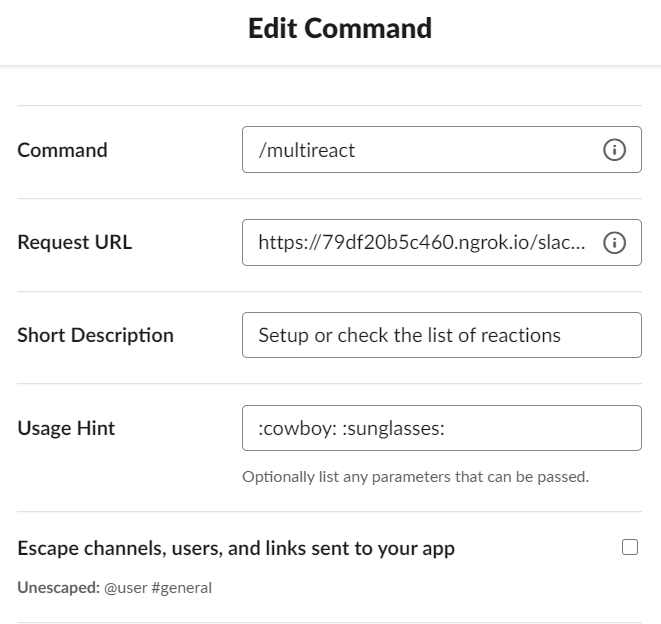 Edit Command
Command
/multireact
Request URL
https://79df20b5c460.ngrok.io/slac...
Short Description
Setup or check the list of reactions
Usage Hint
:cowboy: :sunglasses:
Optionally list any parameters that can be passed.
Escape channels, users, and links sent to your app
Unescaped: @user #general